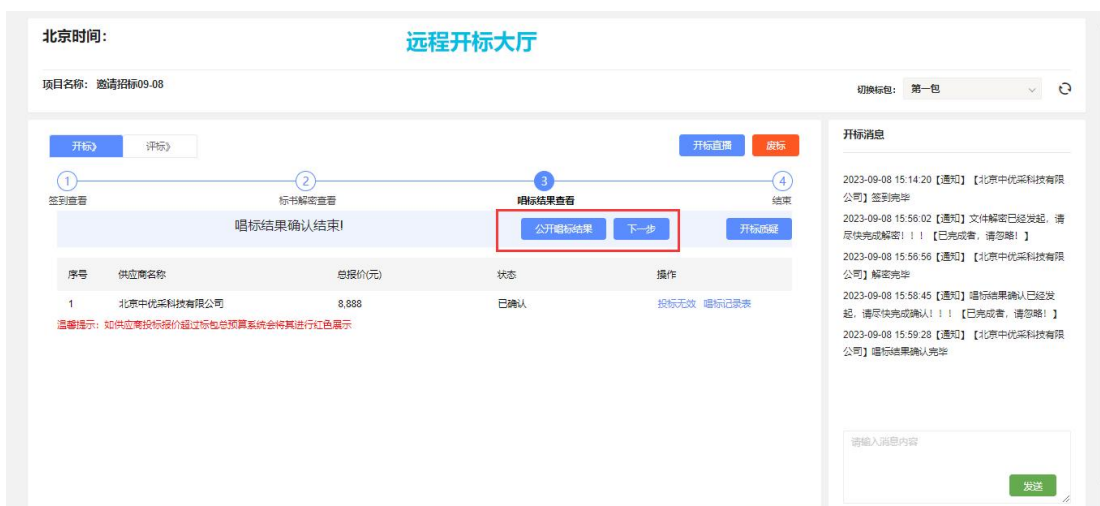 北京时间:
远程开标大厅
项目名称: 邀请招标09-08
切换标包: 第一包
开标》
评标》
开标直播
废标
1
2
3
4
签到查看
标书解密查看
唱标结果查看
结束
唱标结果确认结束!
公开唱标结果
下一步
开标质疑
序号 供应商名称 总报价(元) 状态 操作
1 北京中优采科技有限公司 8,888 已确认 投标无效 唱标记录表
温馨提示: 如供应商投标报价超过标包总预算系统会将其进行红色展示
开标消息
2023-09-08 15:14:20【通知】【北京中优采科技有限
公司】签到完毕
2023-09-08 15:56:02【通知】文件解密已经发起, 请
尽快完成解密! ! ! 【已完成者, 请忽略! 】
2023-09-08 15:56:56【通知】【北京中优采科技有限
公司】解密完毕
2023-09-08 15:58:45【通知】唱标结果确认已经发
起, 请尽快完成确认! ! ! 【已完成者, 请忽略! 】
2023-09-08 15:59:28【通知】【北京中优采科技有限
公司】唱标结果确认完毕
请输入消息内容
发送